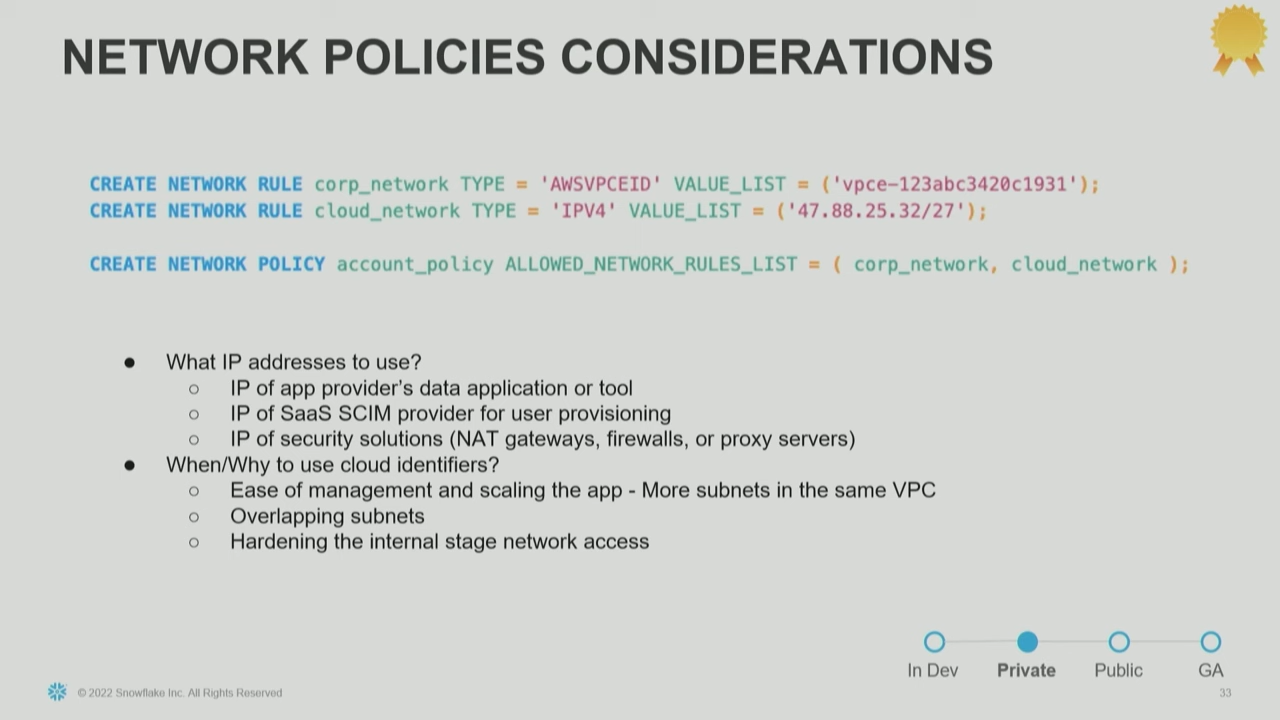 NETWORK POLICIES CONSIDERATIONS
CREATE NETWORK RULE corp_network TYPE = 'AWSVPCEID' VALUE_LIST = ('vpce-123abc3420c1931');
CREATE NETWORK RULE cloud_network TYPE = 'IPV4' VALUE_LIST = ('47.88.25.32/27');
CREATE NETWORK POLICY account_policy ALLOWED_NETWORK_RULES_LIST = ( corp_network, cloud_network );
● What IP addresses to use?
○ IP of app provider's data application or tool
○ IP of SaaS SCIM provider for user provisioning
○ IP of security solutions (NAT gateways, firewalls, or proxy servers)
● When/Why to use cloud identifiers?
○ Ease of management and scaling the app - More subnets in the same VPC
○ Overlapping subnets
○ Hardening the internal stage network access
In Dev Private Public GA
© 2022 Snowflake Inc. All Rights Reserved
33